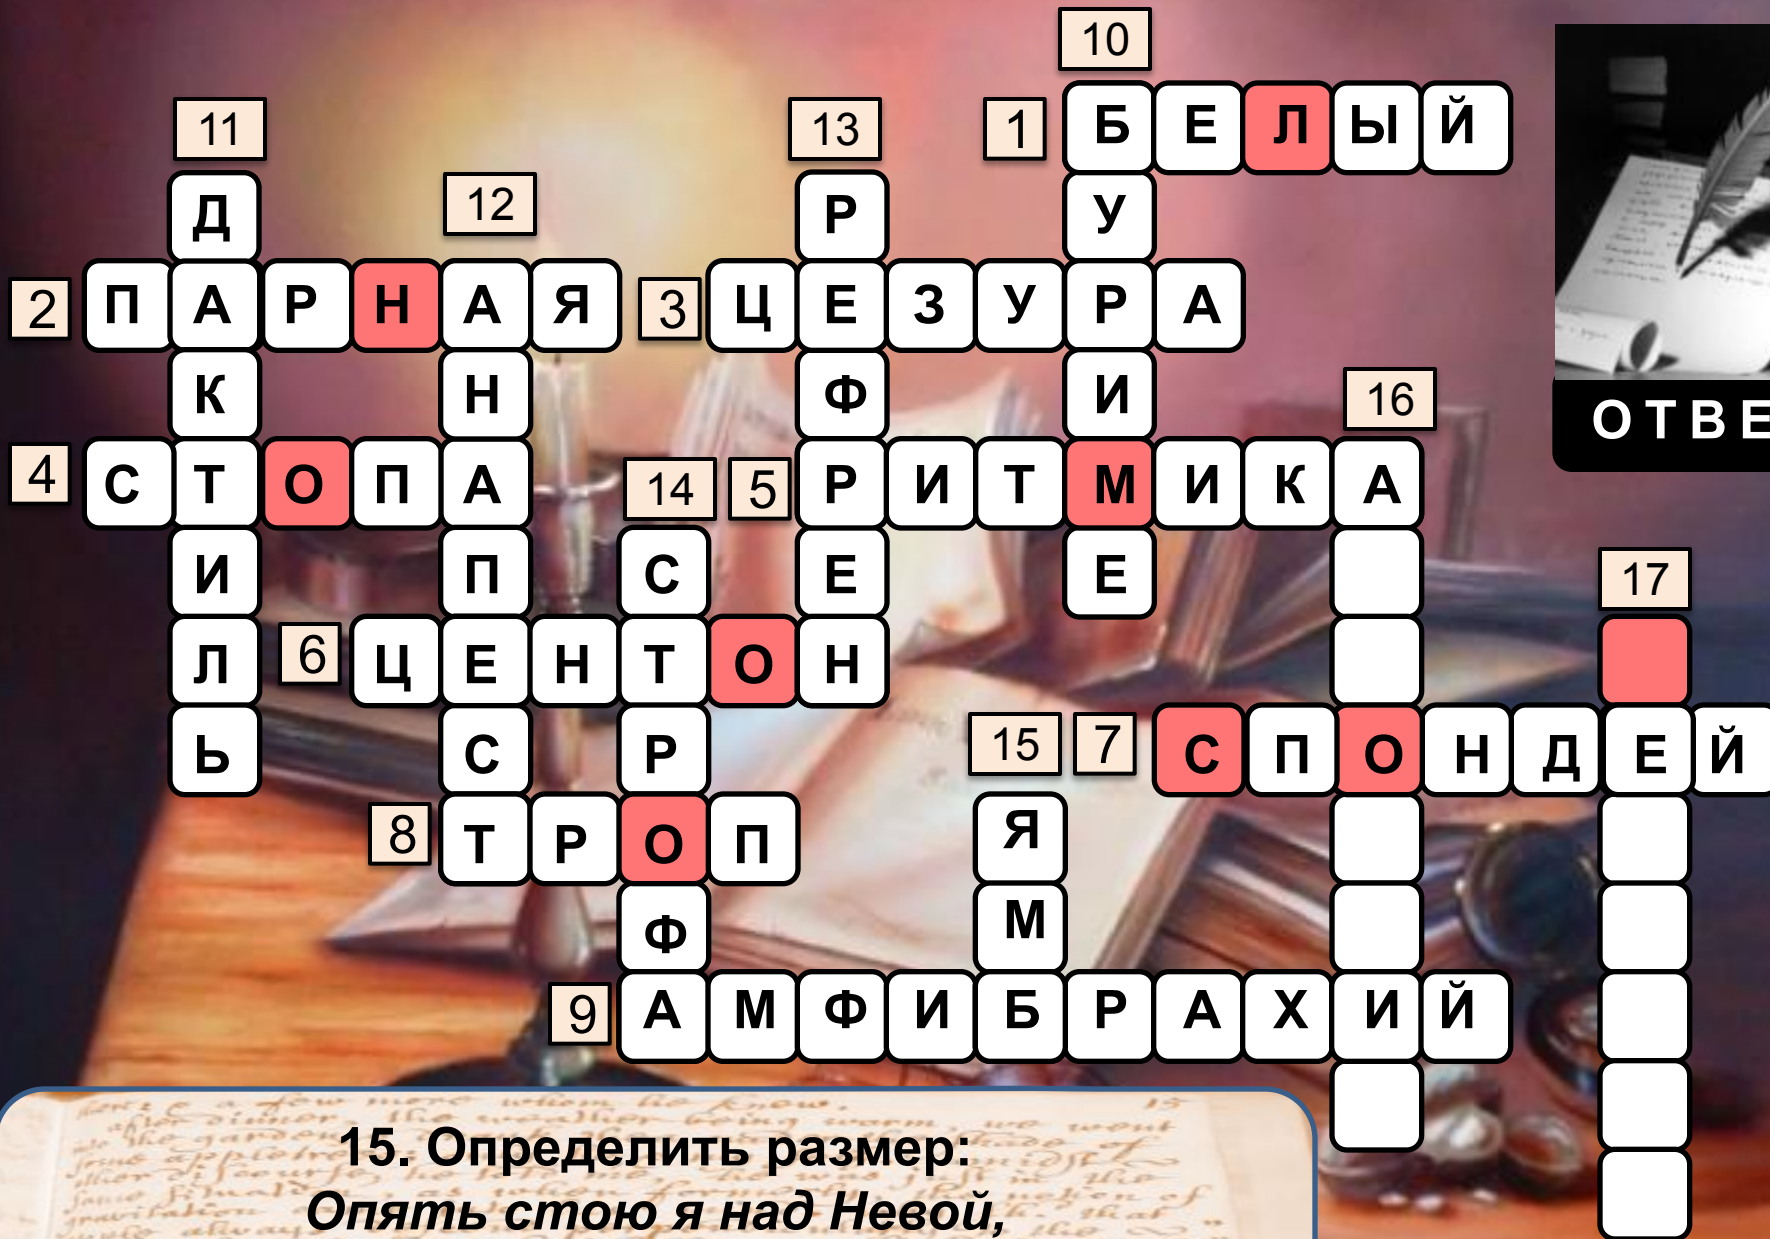 10
11
13
1
БЕЛЫЙ
12
Д
Р
У
2
ПАРНАЯ
3
ЦЕЗУРА
К
Н
Ф
И
16
ОТВЕ
4
СТОПА
14
5
РИТМИКА
И
П
С
Е
Е
17
Л
6
ЦЕНТОН
Ь
С
Р
15
7
СПОНДЕЙ
8
ТРОП
Я
Ф
М
9
АМФИБРАХИЙ
15. Определить размер:
Опять стою я над Невой,